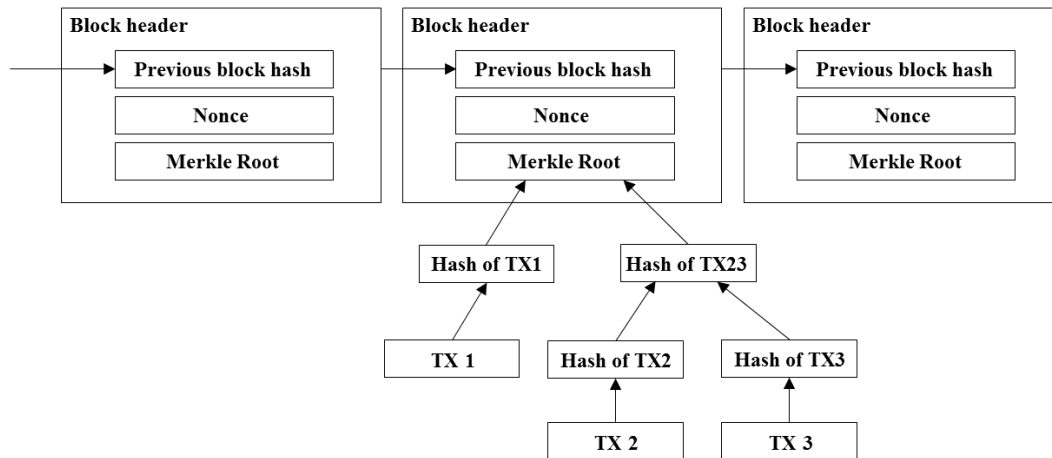 Block header
Block header
Block header
Previous block hash
Previous block hash
Previous block hash
Nonce
Nonce
Nonce
Merkle Root
Merkle Root
Merkle Root
Hash of TX1
Hash of TX23
TX 1
Hash of TX2
Hash of TX3
TX 2
TX 3